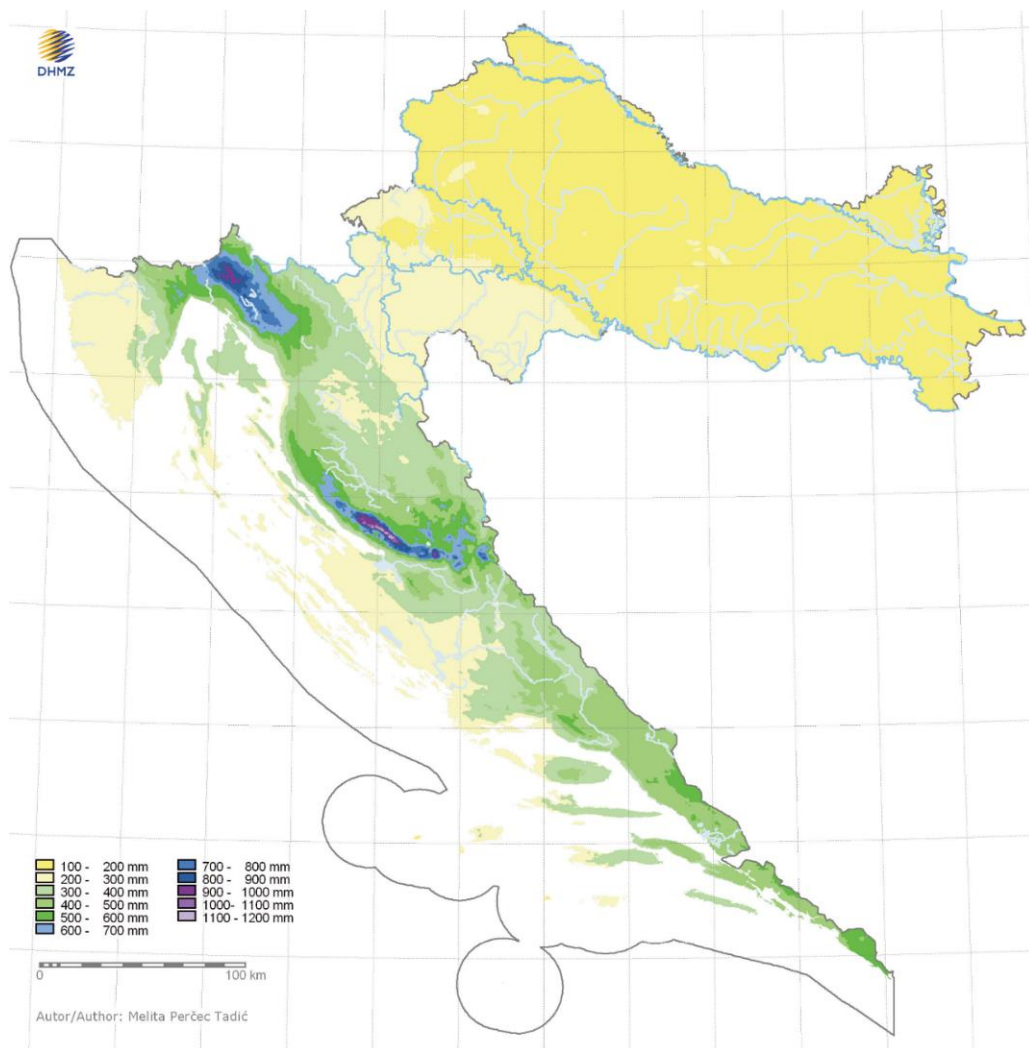 DHMZ
100 - 200 mm
200 - 300 mm
300 - 400 mm
400 - 500 mm
500 - 600 mm
600 - 700 mm
700 - 800 mm
800 - 900 mm
900 - 1000 mm
1000- 1100 mm
1100 - 1200 mm
0 100 km
Autor/Author: Melita Perčec Tadić